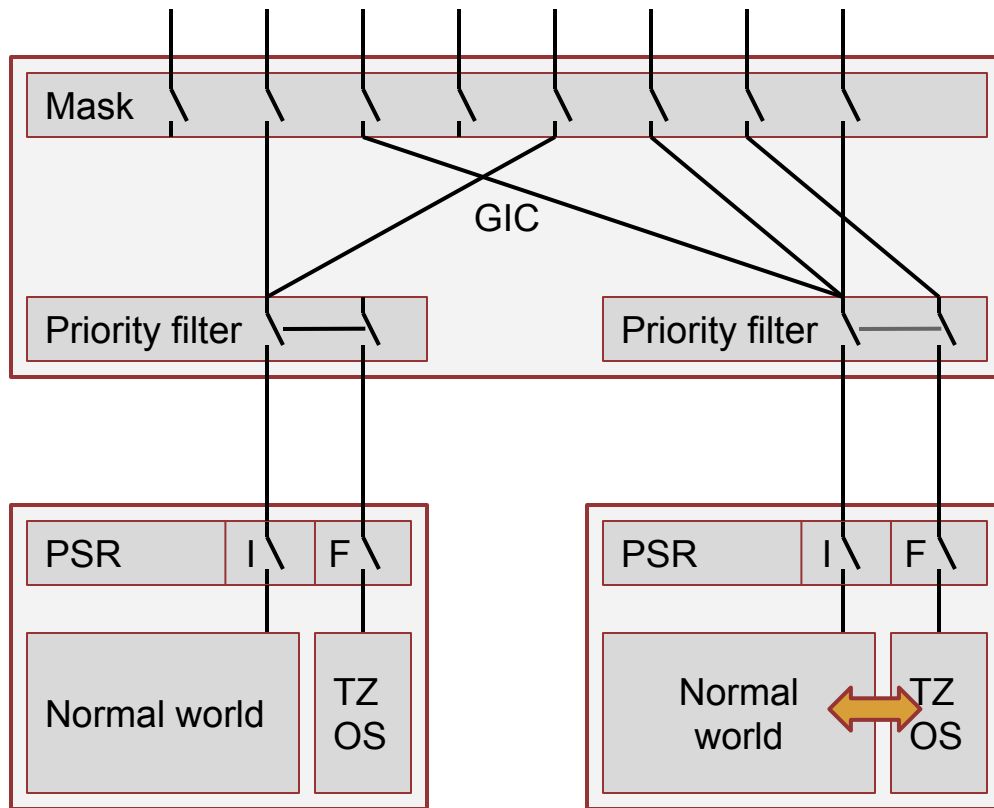 Mask
GIC
Priority filter
Priority filter
PSR
I
F
PSR
I
F
Normal world
TZ
OS
Normal
world
TZ
OS